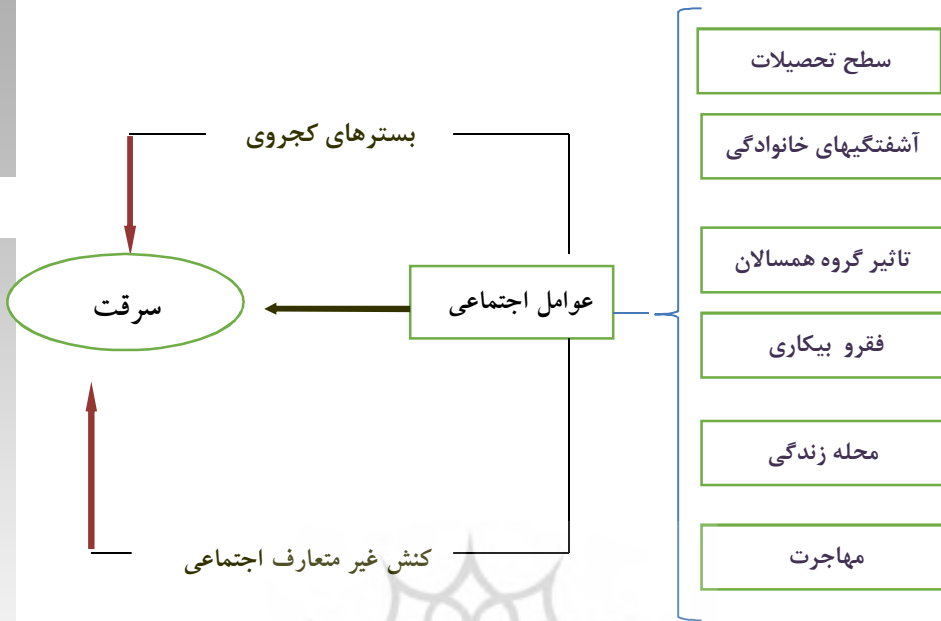 سطح تحصیلات
آشفتگیهای خانوادگی
تاثیر گروه همسالان
فقرو بیکاری
محله زندگی
مهاجرت
عوامل اجتماعی
بسترهای کجروی
کنش غیر متعارف اجتماعی
سرقت